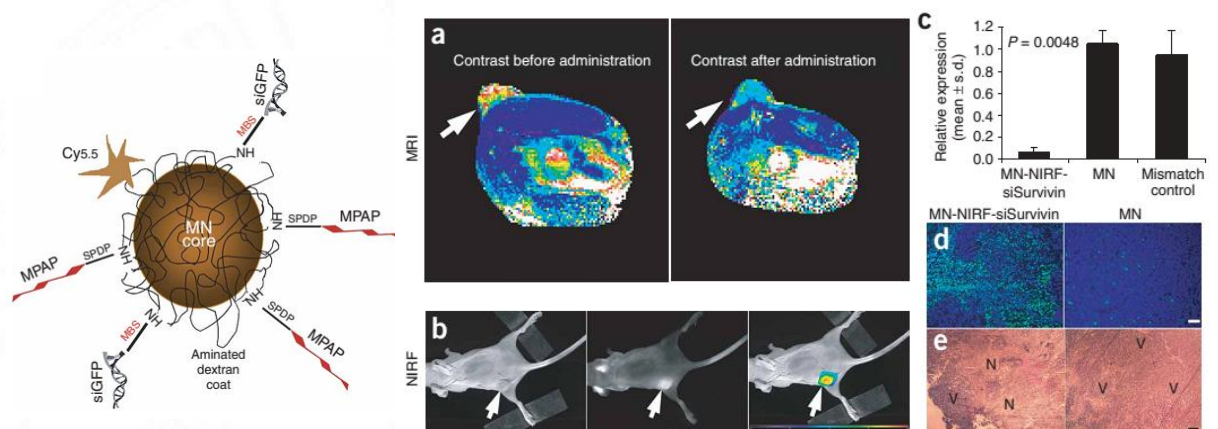 siGFP
MBS
NH
Cy5.5
MN
core
NH
SPDP
MPAP
NH
SPDP
MPAP
NH
SPDP
MPAP
NH
MBS
siGFP
Aminated
dextran
coat
a
Contrast before administration
Contrast after administration
MRI
b
NIRF
c
Relative expression
(mean ± s.d.)
1.2
1.0
0.8
0.6
0.4
0.2
0.0
P = 0.0048
MN-NIRF-
siSurvivin
MN
Mismatch
control
MN-NIRF-siSurvivin
MN
d
e
N
V
N
V
V
V